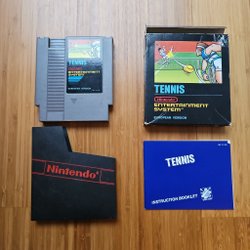 TENNIS
Nintendo
ENTERTAINMENT
SYSTEM
TENNIS
Nintendo
ENTERTAINMENT
SYSTEM
EUROPEAN VERSION
Nintendo
TENNIS
INSTRUCTION BOOKLET